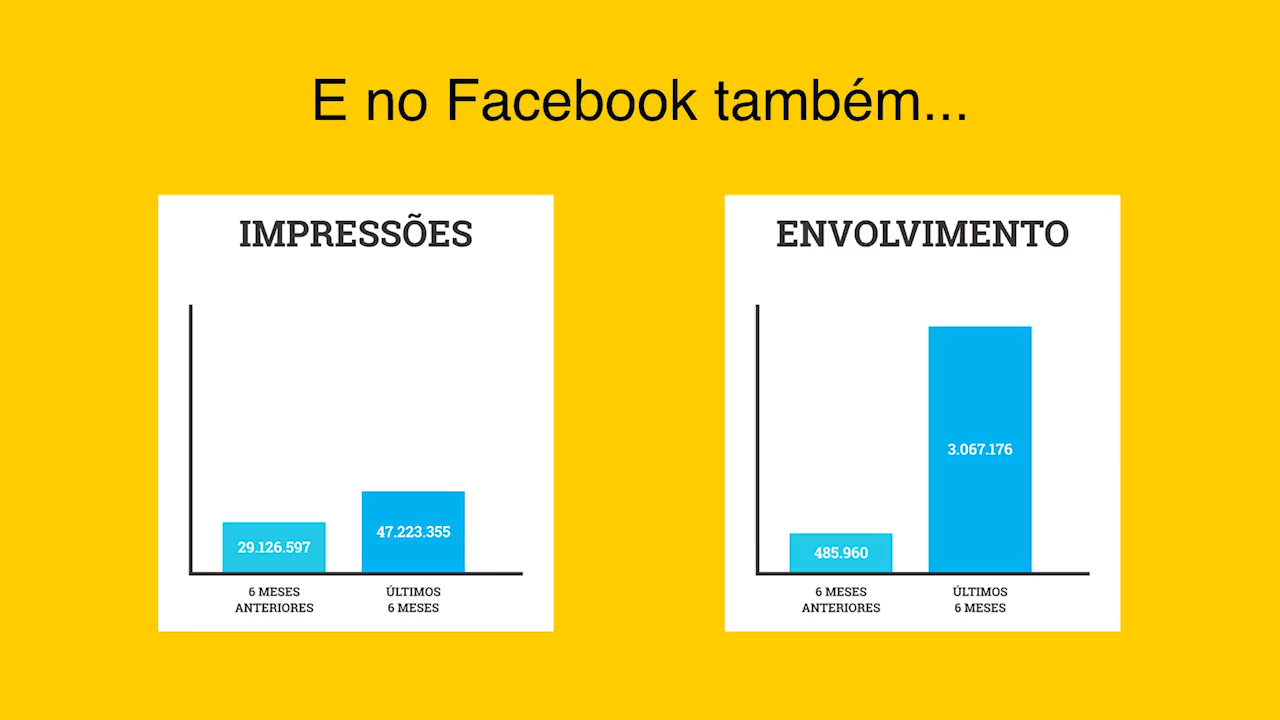 E no Facebook também...
IMPRESSÕES
29.126.597
47.223.355
6 MESES
ANTERIORES
ÚLTIMOS
6 MESES
ENVOLVIMENTO
485.960
3.067.176
6 MESES
ANTERIORES
ÚLTIMOS
6 MESES